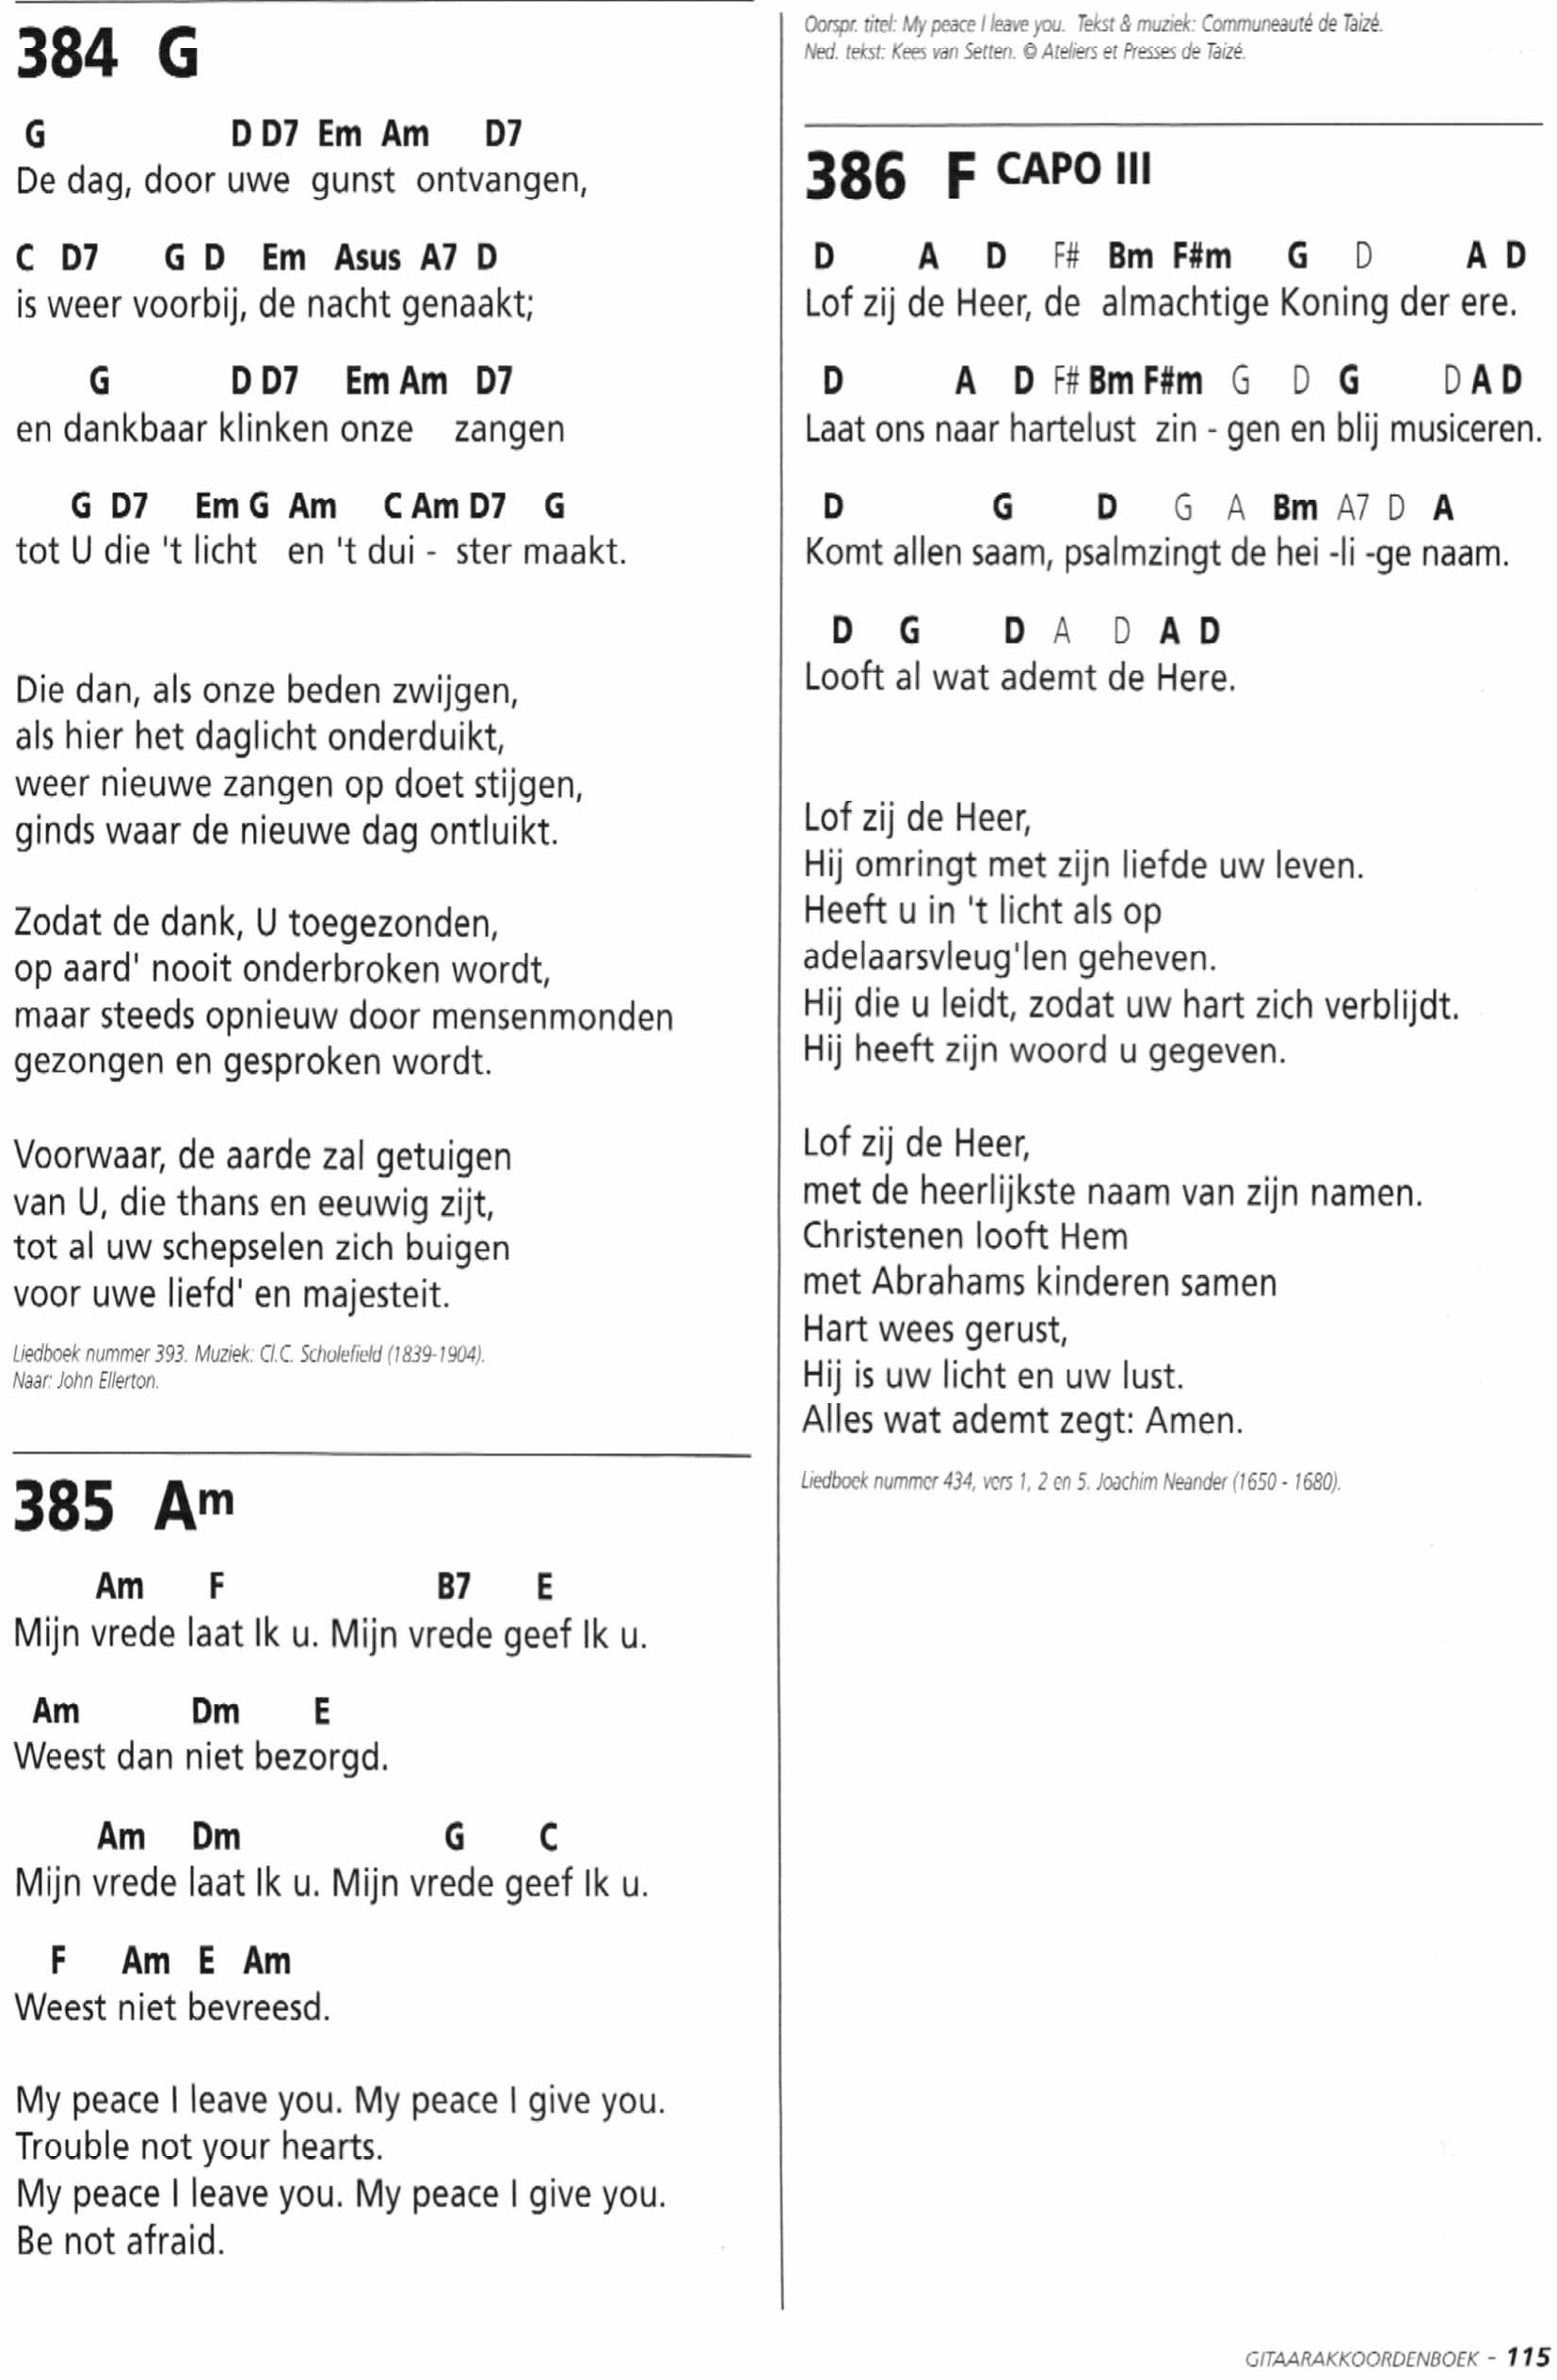 384 G
G D D7 Em Am D7
De dag, door uwe gunst ontvangen,
C D7 G D Em Asus A7 D
is weer voorbij, de nacht genaakt;
G D D7 Em Am D7
en dankbaar klinken onze zangen
G D7 Em G Am C Am D7 G
tot U die 't licht en 't dui - ster maakt.
Die dan, als onze beden zwijgen,
als hier het daglicht onderduikt,
weer nieuwe zangen op doet stijgen,
ginds waar de nieuwe dag ontluikt.
Zodat de dank, U toegezonden,
op aard' nooit onderbroken wordt,
maar steeds opnieuw door mensenmonden
gezongen en gesproken wordt.
Voorwaar, de aarde zal getuigen
van U, die thans en eeuwig zijt,
tot al uw schepselen zich buigen
voor uwe liefd' en majesteit.
Liedboek nummer 393. Muziek: Cl.C. Scholefield (1839-1904).
Naar: John Ellerton.
385 Am
Am F B7 E
Mijn vrede laat Ik u. Mijn vrede geef Ik u.
Am Dm E
Weest dan niet bezorgd.
Am Dm G C
Mijn vrede laat Ik u. Mijn vrede geef Ik u.
F Am E Am
Weest niet bevreesd.
My peace I leave you. My peace I give you.
Trouble not your hearts.
My peace I leave you. My peace I give you.
Be not afraid.
Oorspr. titel: My peace I leave you. Tekst & muziek: Communeauté de Taizé.
Ned. tekst: Kees van Setten. © Ateliers et Presses de Taizé.
386 F CAPO III
D A D F# Bm F#m G D A D
Lof zij de Heer, de almachtige Koning der ere.
D A D F# Bm F#m G D G D A D
Laat ons naar hartelust zin - gen en blij musiceren.
D G D G A Bm A7 D A
Komt allen saam, psalmzingt de hei -li -ge naam.
D G D A D A D
Looft al wat ademt de Here.
Lof zij de Heer,
Hij omringt met zijn liefde uw leven.
Heeft u in 't licht als op
adelaarsvleug'len geheven.
Hij die u leidt, zodat uw hart zich verblijdt.
Hij heeft zijn woord u gegeven.
Lof zij de Heer,
met de heerlijkste naam van zijn namen.
Christenen looft Hem
met Abrahams kinderen samen
Hart wees gerust,
Hij is uw licht en uw lust.
Alles wat ademt zegt: Amen.
Liedboek nummer 434, vers 1, 2 en 5. Joachim Neander (1650 - 1680).
GITAARAKKOORDENBOEK - 115